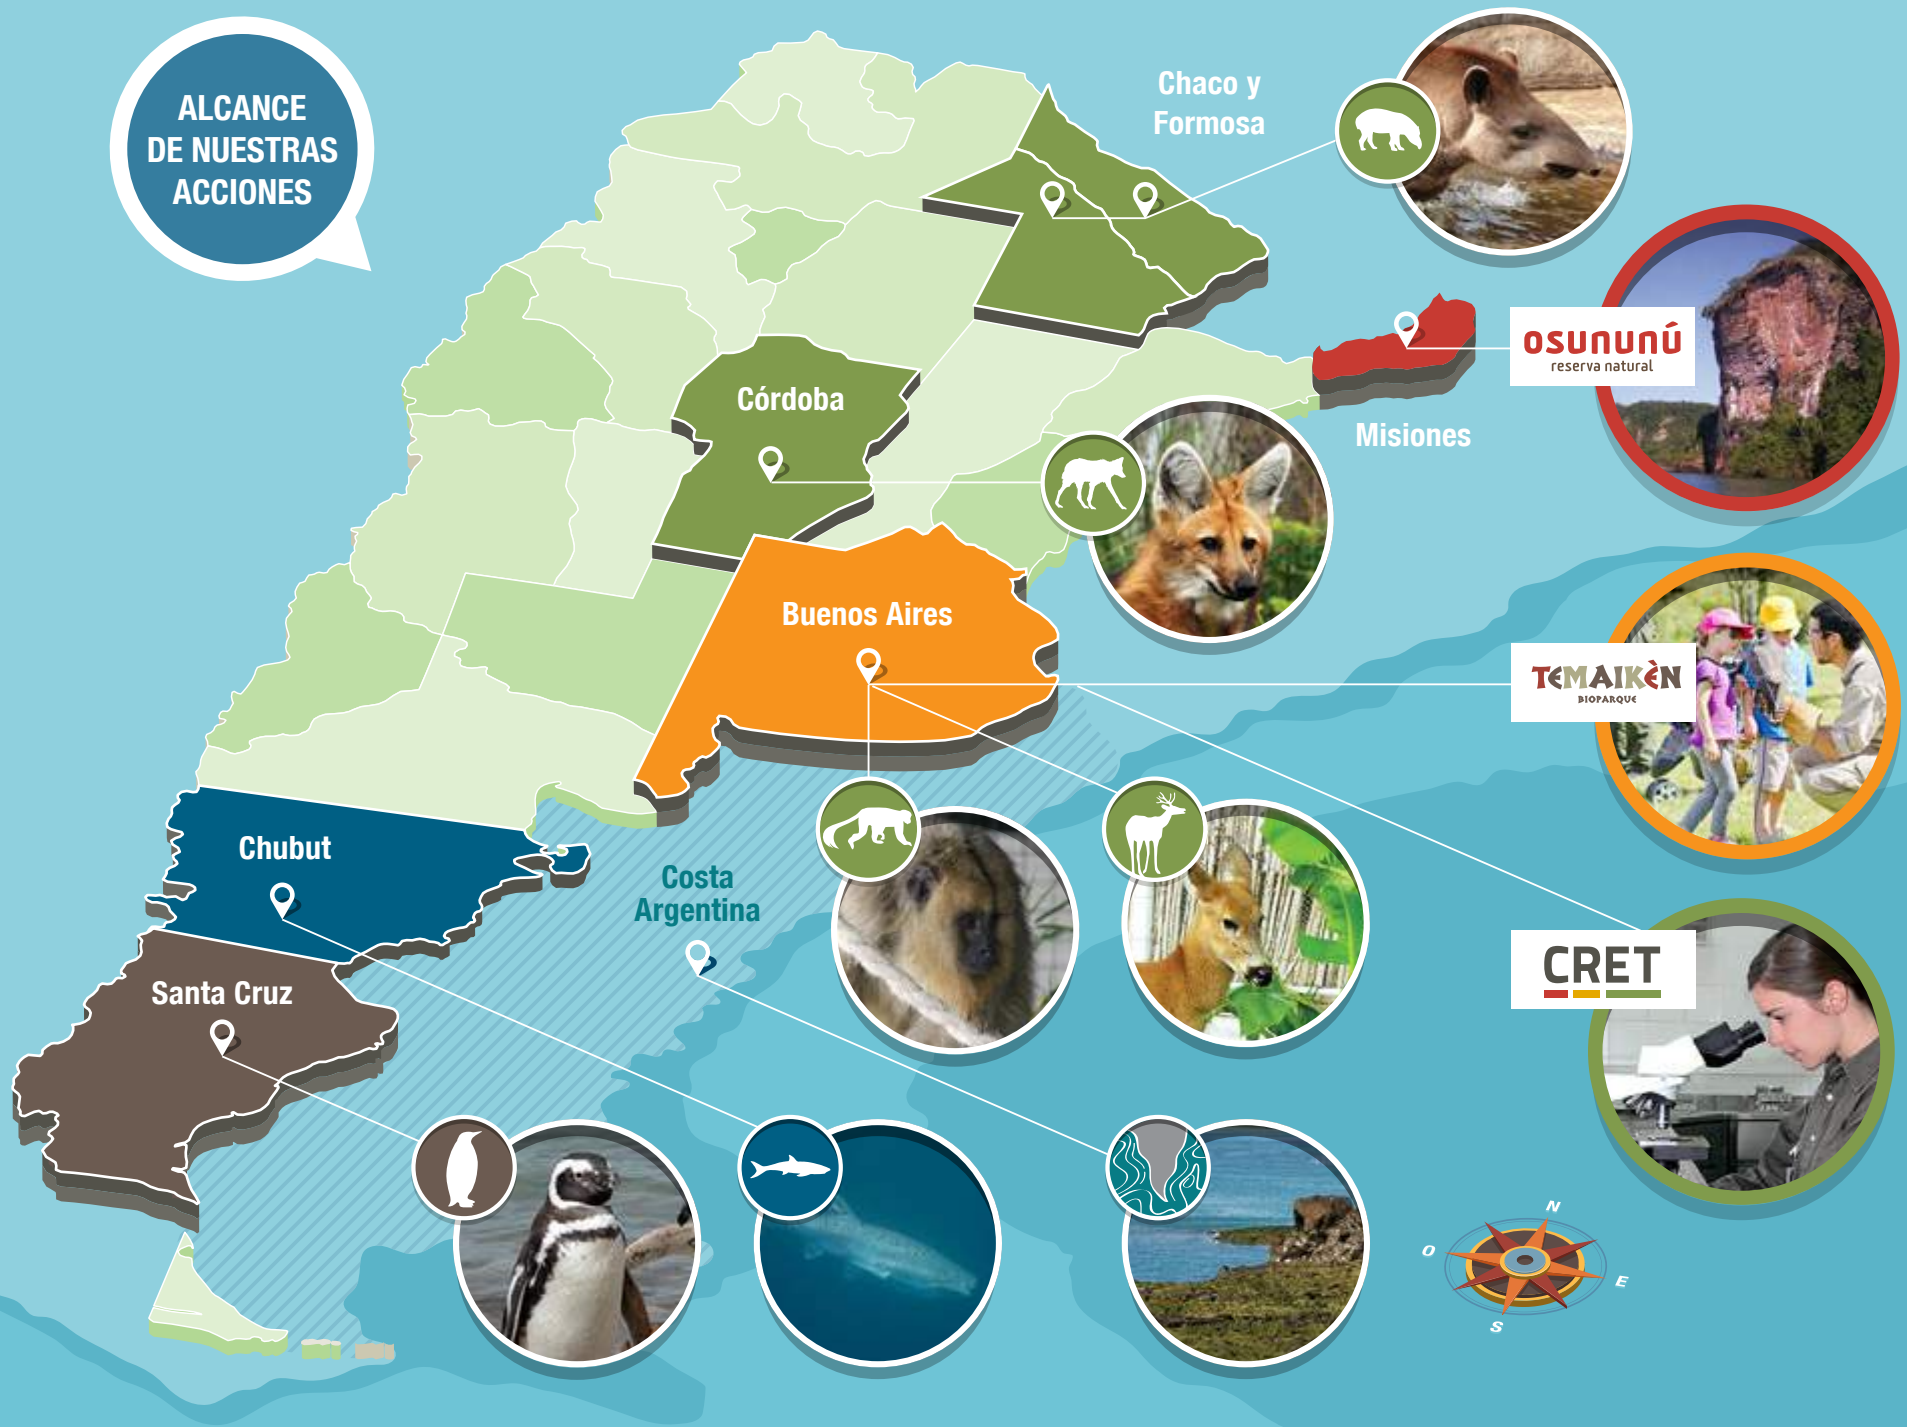 ALCANCE
DE NUESTRAS
ACCIONES
Chaco y
Formosa
osununú
reserva natural
Misiones
Córdoba
Buenos Aires
TEMAIKÈN
BIOPARQUE
Chubut
Costa
Argentina
CRET
Santa Cruz
N
O
E
S